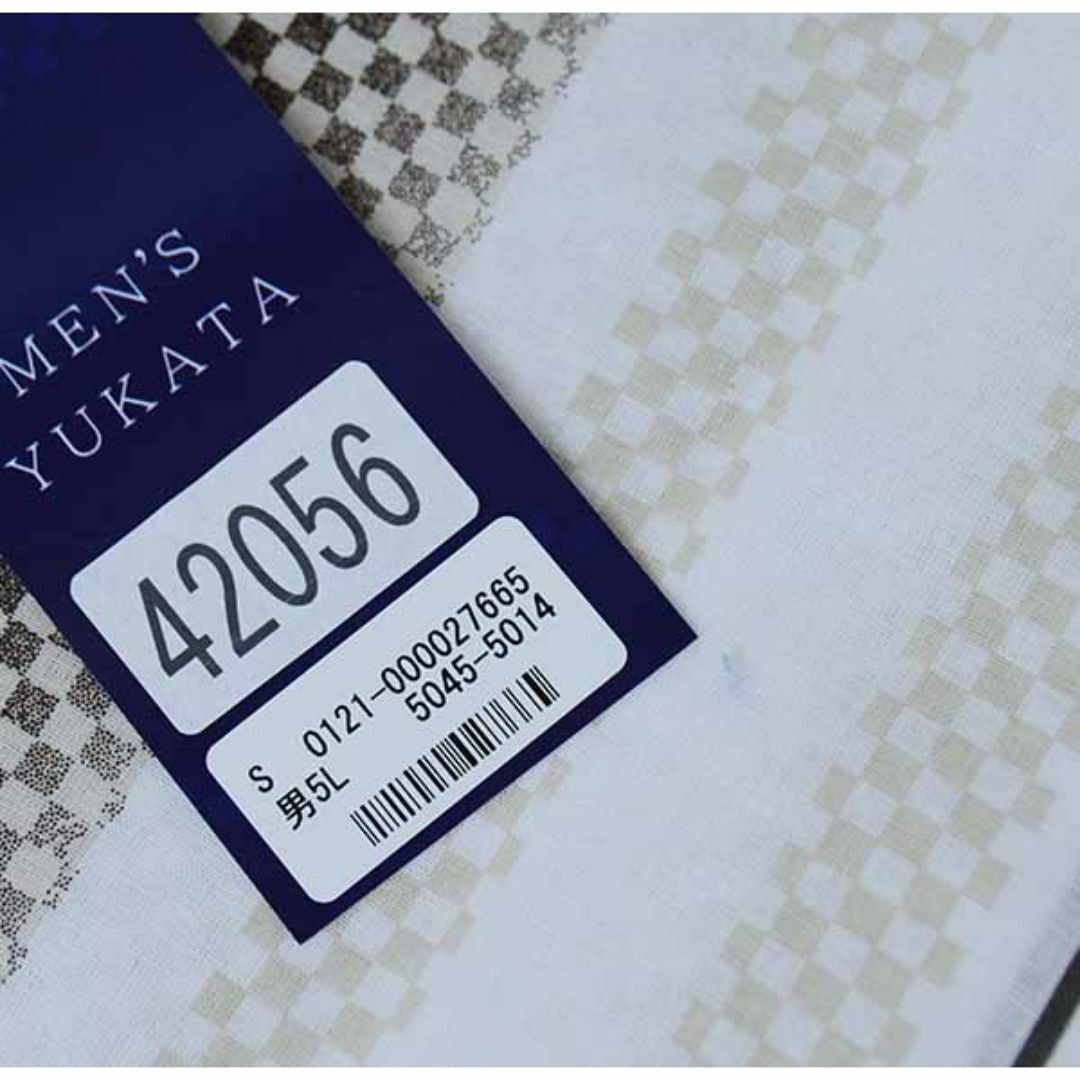 MEN'S
YUKATA
42056
S 0121-000027665
5045-5014
男5L